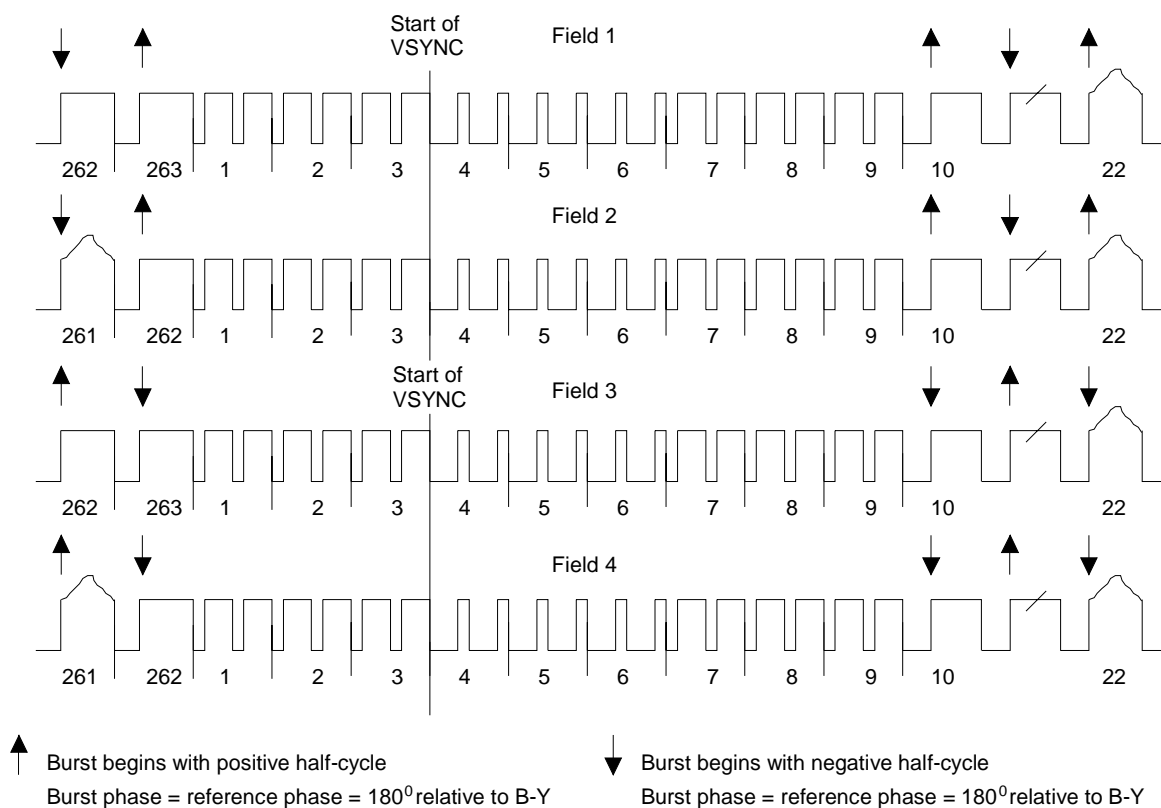 Start of
VSYNC
Field 1
262 263 1 2 3 4 5 6 7 8 9 10 22
Field 2
261 262 1 2 3 4 5 6 7 8 9 10 22
Start of
VSYNC
Field 3
262 263 1 2 3 4 5 6 7 8 9 10 22
Field 4
261 262 1 2 3 4 5 6 7 8 9 10 22
Burst begins with positive half-cycle
Burst phase = reference phase = 180⁰ relative to B-Y
Burst begins with negative half-cycle
Burst phase = reference phase = 180⁰ relative to B-Y